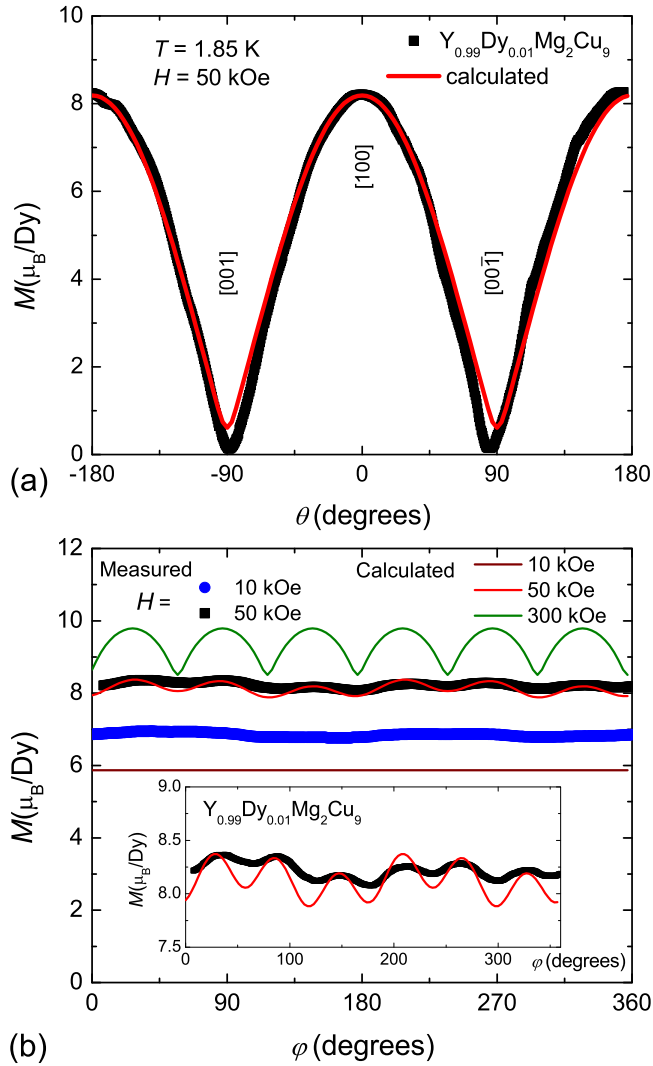 T = 1.85 K
H = 50 kOe
Y0.99Dy0.01Mg2Cu9
calculated
[100]
[001]
[001̄]
M(μB/Dy)
8
6
4
2
0
-180 -90 0 90 180
θ (degrees)
(a)
12
10
8
6
4
2
0
M(μB/Dy)
Measured
H =
10 kOe
50 kOe
Calculated
10 kOe
50 kOe
300 kOe
Y0.99Dy0.01Mg2Cu9
M(μB/Dy)
9.0
8.5
8.0
7.5
0 100 200 300 φ (degrees)
0 90 180 270 360
φ (degrees)
(b)